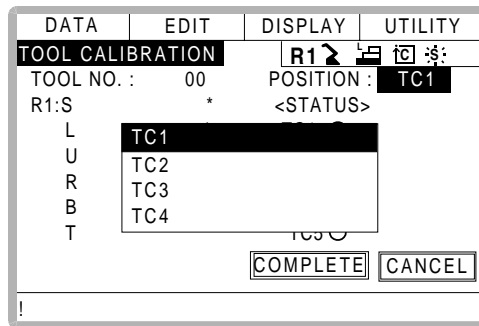 DATA EDIT DISPLAY UTILITY
TOOL CALIBRATION R1 C S
TOOL NO. : 00 POSITION : TC1
R1:S * <STATUS>
L
TC1
U
TC2
R
TC3
B
TC4
T TC5
COMPLETE CANCEL
!